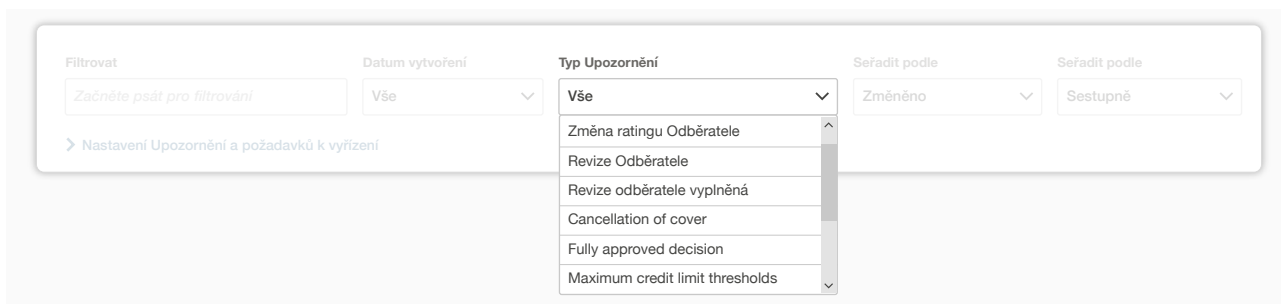 Filtrovat
Datum vytvoření
Typ Upozornění
Seřadit podle
Seřadit podle
Začněte psát pro filtrování
Vše
Vše
Změněno
Sestupně
Nastavení Upozornění a požadavků k vyřízení
Změna ratingu Odběratele
Revize Odběratele
Revize odběratele vyplněná
Cancellation of cover
Fully approved decision
Maximum credit limit thresholds